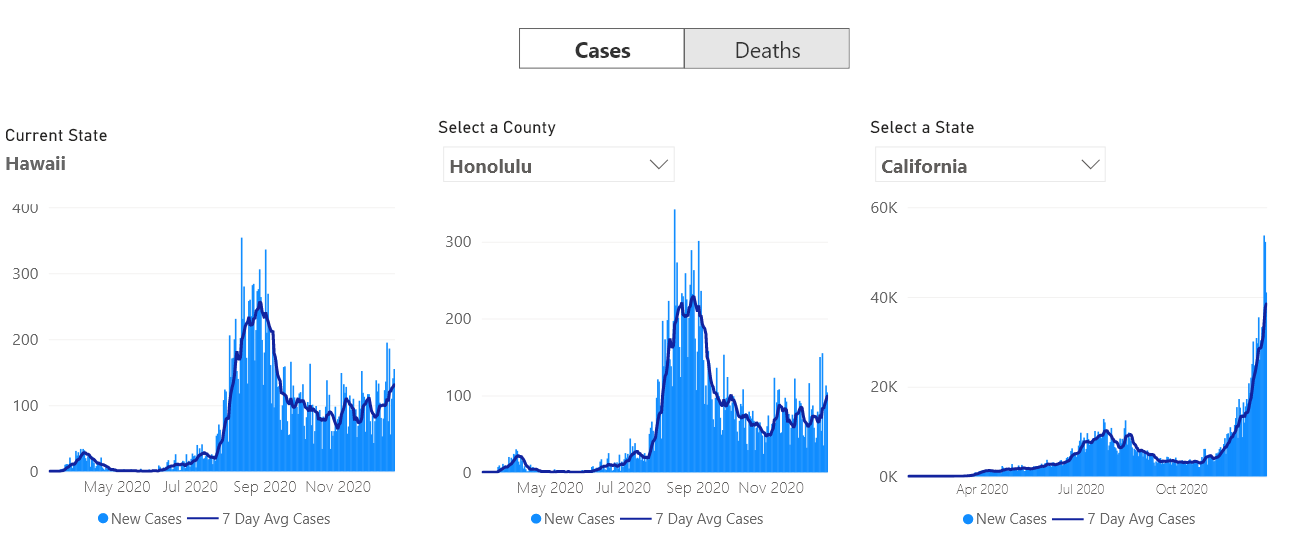 Cases Deaths
Current State
Hawaii
400
300
200
100
0
May 2020 Jul 2020 Sep 2020 Nov 2020
New Cases 7 Day Avg Cases
Select a County
Honolulu
300
200
100
0
May 2020 Jul 2020 Sep 2020 Nov 2020
New Cases 7 Day Avg Cases
Select a State
California
60K
40K
20K
0K
Apr 2020 Jul 2020 Oct 2020
New Cases 7 Day Avg Cases